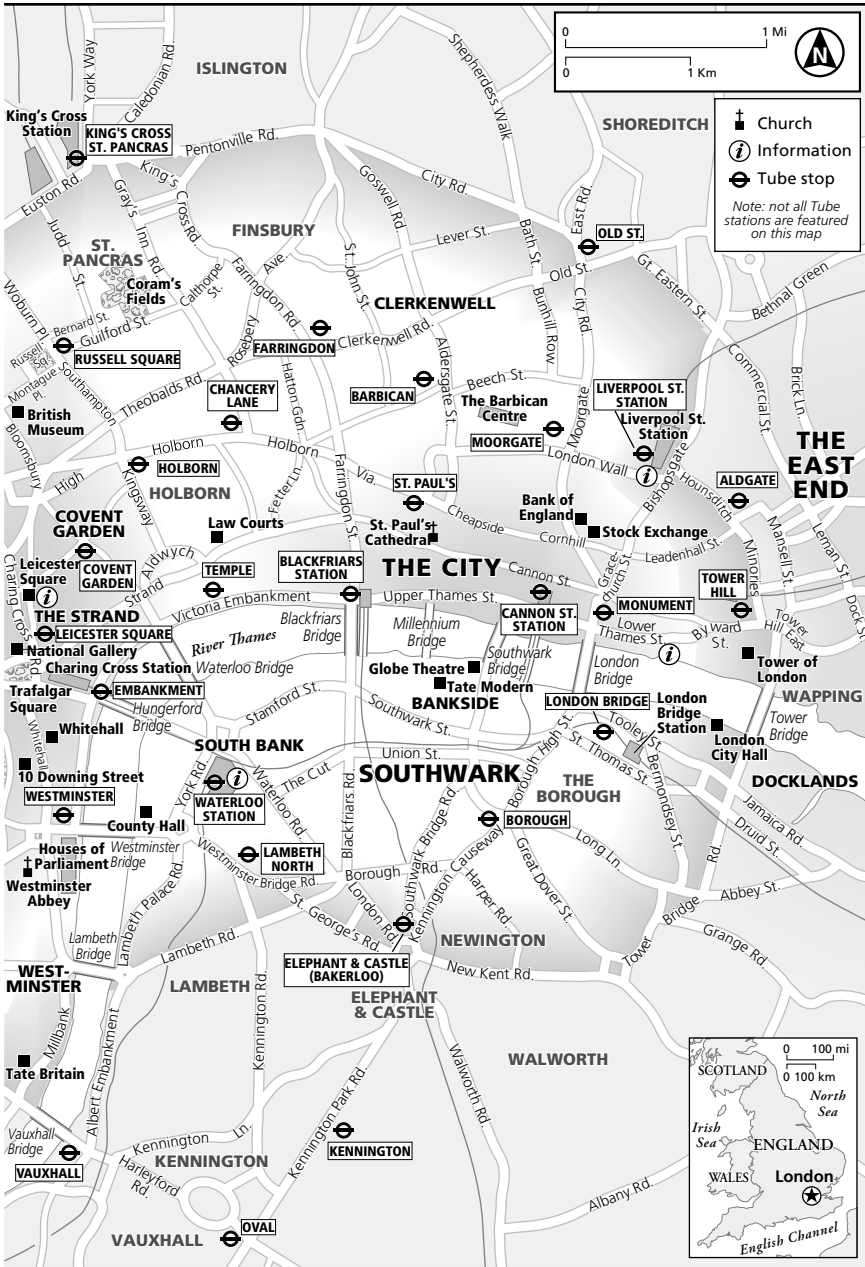 0 1 Mi
0 1 Km
N
Church
i Information
Tube stop
Note: not all Tube
stations are featured
on this map
ISLINGTON
SHOREDITCH
York Way
Caledonian Rd.
Shepherdess Walk
King's Cross
Station
KING'S CROSS
ST. PANCRAS
Pentonville Rd.
Euston Rd.
King's
Cross Rd.
Gray's
Inn Rd.
Judd
St.
Goswell Rd.
City Rd.
East Rd.
OLD ST.
FINSBURY
Lever St.
Bath St.
Old St.
Gt. Eastern St.
Bethnal Green
ST.
PANCRAS
Coram's
Fields
Calthorpe
St.
Farringdon Rd.
Rosebery
Ave.
St. John St.
CLERKENWELL
Bunhill Row
City Rd.
Woburn Pl.
Bernard St.
Guilford St.
Russell
Sq.
RUSSELL SQUARE
Montague
Pl.
Southampton
FARRINGDON
Clerkenwell Rd.
Aldersgate St.
Commercial St.
Brick Ln.
Theobalds Rd.
Hatton Gdn.
CHANCERY
LANE
BARBICAN
Beech St.
The Barbican
Centre
MOORGATE
Moorgate
LIVERPOOL ST.
STATION
Liverpool St.
Station
i
British
Museum
Bloomsbury
High
Holborn
Holborn
HOLBORN
HOLBORN
Kingsway
Fetter Ln.
Farringdon St.
Via.
London Wall
Bishopsgate
Houndsditch
ALDGATE
THE
EAST
END
COVENT
GARDEN
COVENT
GARDEN
Law Courts
ST. PAUL'S
St. Paul's
Cathedral
Cheapside
Bank of
England
Stock Exchange
Cornhill
Leadenhall St.
Minories
Mansell St.
Leman St.
Dock St.
Leicester
Square
i
Charing Cross Rd
Aldwych
Strand
TEMPLE
BLACKFRIARS
STATION
THE CITY
Cannon St.
Grace-
church St.
TOWER
HILL
THE STRAND
LEICESTER SQUARE
Victoria Embankment
Upper Thames St.
CANNON ST.
STATION
MONUMENT
Lower
Thames St.
Byward
St.
Tower
Hill East
National Gallery
Charing Cross Station
River Thames
Waterloo Bridge
Blackfriars
Bridge
Millennium
Bridge
Southwark
Bridge
London
Bridge
i
Tower of
London
WAPPING
Globe Theatre
Tate Modern
BANKSIDE
Trafalgar
Square
EMBANKMENT
Hungerford
Bridge
Stamford St.
Southwark St.
LONDON BRIDGE
London
Bridge
Station
Tooley St.
London
City Hall
Tower
Bridge
Whitehall
Whitehall
10 Downing Street
SOUTH BANK
i
York Rd.
WATERLOO
STATION
Waterloo Rd.
The Cut
Union St.
SOUTHWARK
Borough High St.
St. Thomas St.
Bermondsey St.
THE
BOROUGH
DOCKLANDS
WESTMINSTER
County Hall
Blackfriars Rd.
Southwark Bridge Rd.
BOROUGH
Jamaica Rd.
Druid St.
Houses of
Parliament
Westminster
Bridge
Westminster
Abbey
LAMBETH
NORTH
Westminster Bridge Rd.
Borough Rd.
Causeway
Kennington
Great Dover St.
Long Ln.
Harper Rd.
Abbey St.
Tower
Bridge
Rd.
Grange Rd.
Lambeth Palace Rd.
St. George's Rd.
London Rd.
Lambeth
Bridge
Lambeth Rd.
NEWINGTON
New Kent Rd.
WEST-
MINSTER
LAMBETH
ELEPHANT & CASTLE
(BAKERLOO)
ELEPHANT
& CASTLE
Millbank
Albert Embankment
Kennington Rd.
Tate Britain
WALWORTH
Walworth Rd.
Kennington Park Rd.
Vauxhall
Bridge
VAUXHALL
Kennington
Ln.
KENNINGTON
KENNINGTON
Harleyford
Rd.
Albany Rd.
OVAL
VAUXHALL
0 100 mi
0 100 km
SCOTLAND
North
Sea
Irish
Sea
ENGLAND
WALES
London
English Channel